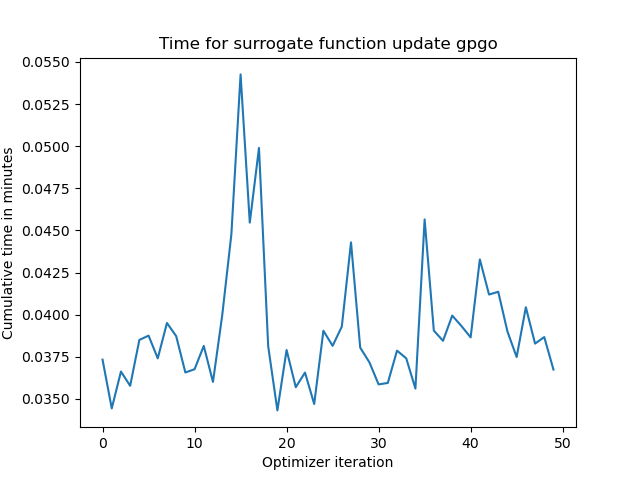 Time for surrogate function update gpgo
0.0550
0.0525
0.0500
0.0475
0.0450
0.0425
0.0400
0.0375
0.0350
Cumulative time in minutes
0 10 20 30 40 50
Optimizer iteration